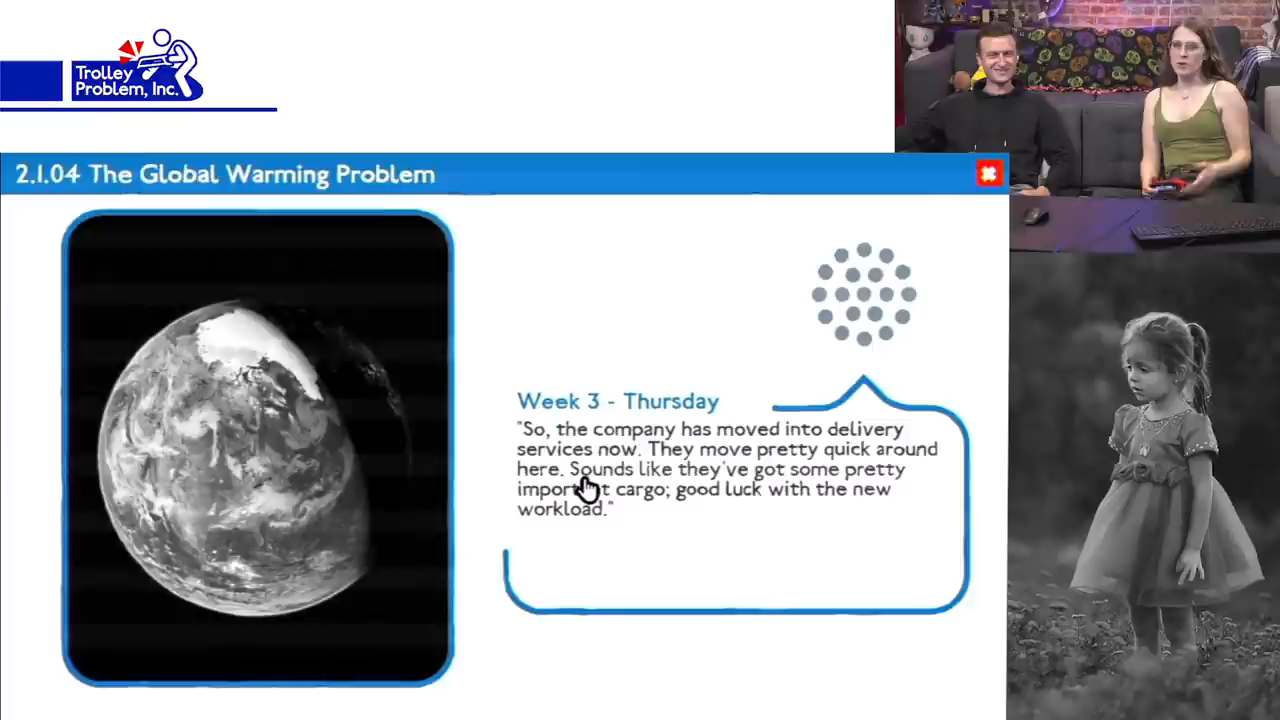 Trolley
Problem, Inc.
2.1.04 The Global Warming Problem
Week 3 - Thursday
"So, the company has moved into delivery
services now. They move pretty quick around
here. Sounds like they've got some pretty
important cargo; good luck with the new
workload."